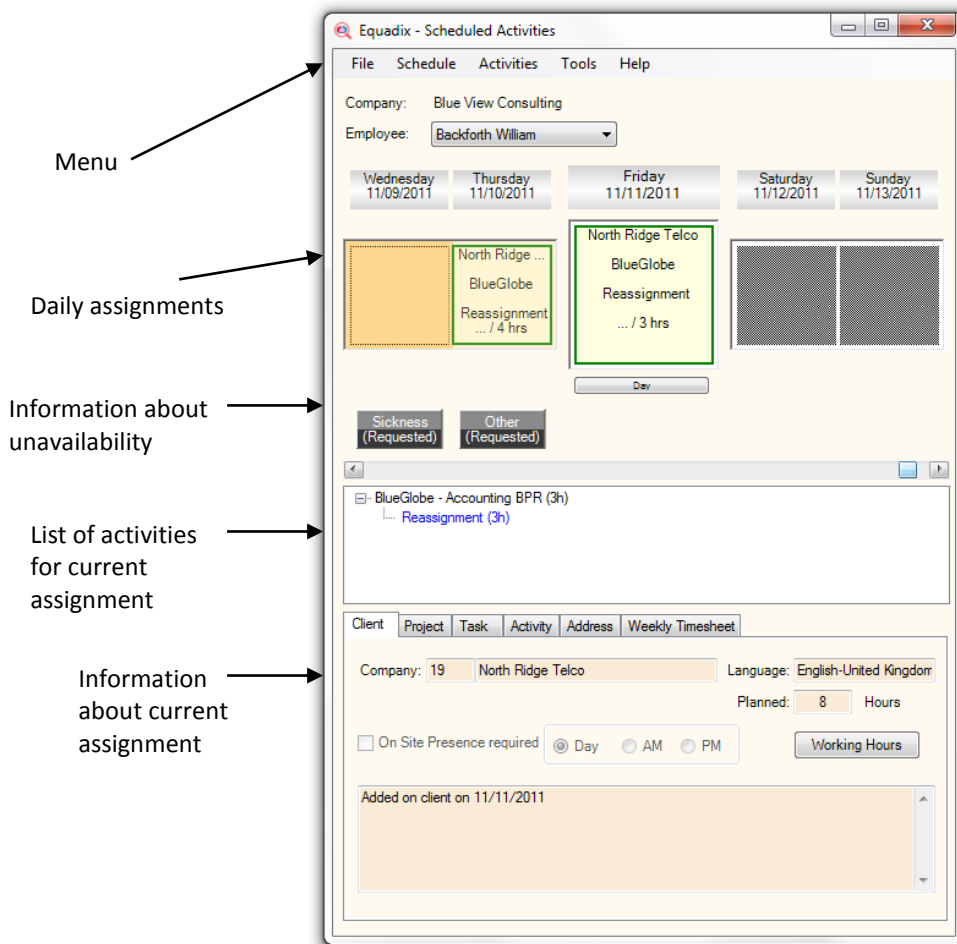 Equadix - Scheduled Activities
File Schedule Activities Tools Help
Company: Blue View Consulting
Employee: Backforth William
Menu
Wednesday 11/09/2011
Thursday 11/10/2011
Friday 11/11/2011
Saturday 11/12/2011
Sunday 11/13/2011
Daily assignments
North Ridge ...
BlueGlobe
Reassignment
... / 4 hrs
North Ridge Telco
BlueGlobe
Reassignment
... / 3 hrs
Day
Information about
unavailability
Sickness
(Requested)
Other
(Requested)
BlueGlobe - Accounting BPR (3h)
Reassignment (3h)
List of activities
for current
assignment
Client Project Task Activity Address Weekly Timesheet
Company: 19 North Ridge Telco Language: English-United Kingdom
Planned: 8 Hours
On Site Presence required Day AM PM Working Hours
Information
about current
assignment
Added on client on 11/11/2011